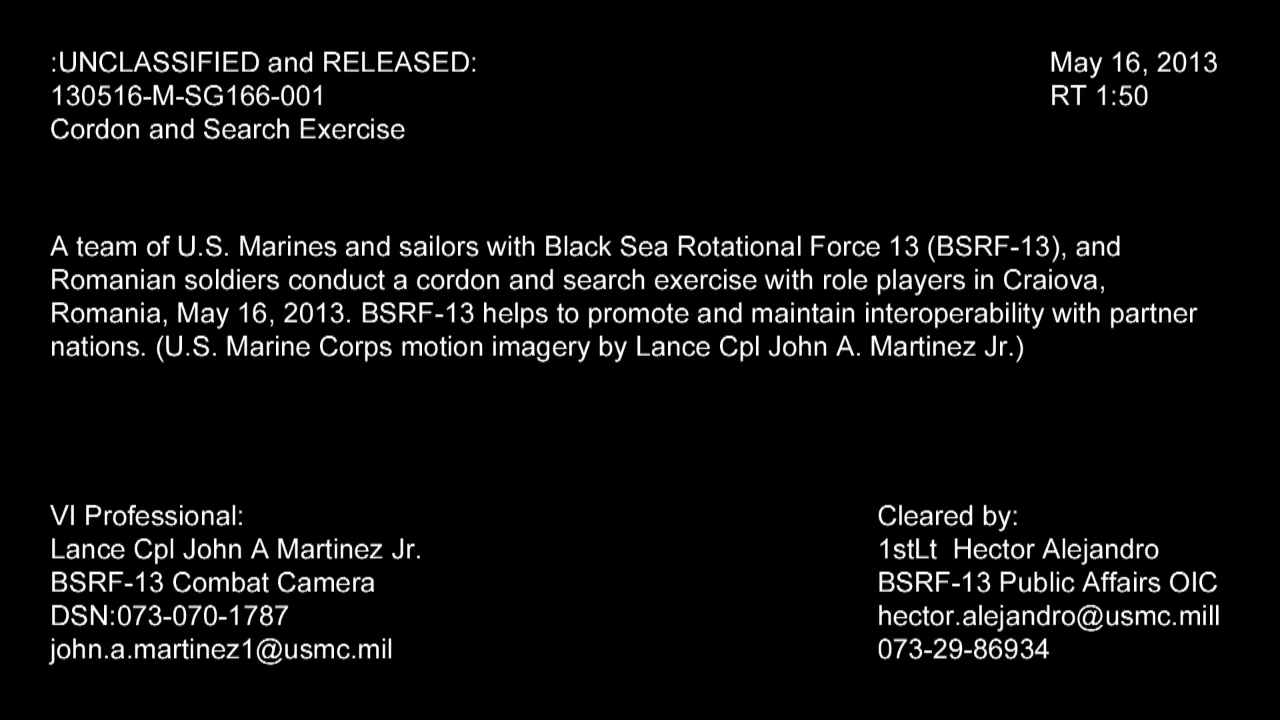 :UNCLASSIFIED and RELEASED:
130516-M-SG166-001
Cordon and Search Exercise
May 16, 2013
RT 1:50
A team of U.S. Marines and sailors with Black Sea Rotational Force 13 (BSRF-13), and
Romanian soldiers conduct a cordon and search exercise with role players in Craiova,
Romania, May 16, 2013. BSRF-13 helps to promote and maintain interoperability with partner
nations. (U.S. Marine Corps motion imagery by Lance Cpl John A. Martinez Jr.)
VI Professional:
Lance Cpl John A Martinez Jr.
BSRF-13 Combat Camera
DSN:073-070-1787
john.a.martinez1@usmc.mil
Cleared by:
1stLt  Hector Alejandro
BSRF-13 Public Affairs OIC
hector.alejandro@usmc.mill
073-29-86934